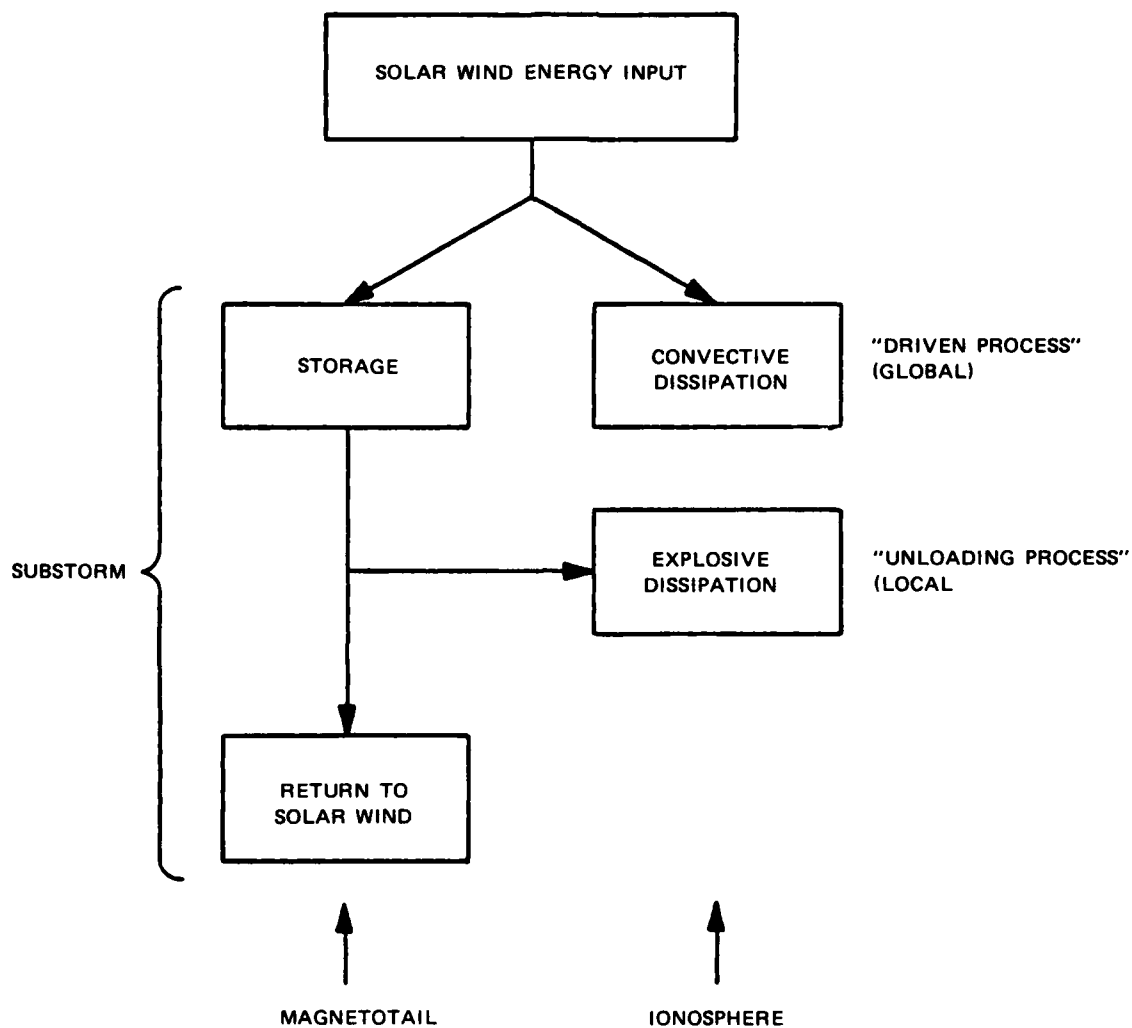 SOLAR WIND ENERGY INPUT
STORAGE
CONVECTIVE
DISSIPATION
"DRIVEN PROCESS"
(GLOBAL)
SUBSTORM
EXPLOSIVE
DISSIPATION
"UNLOADING PROCESS"
(LOCAL
RETURN TO
SOLAR WIND
MAGNETOTAIL
IONOSPHERE